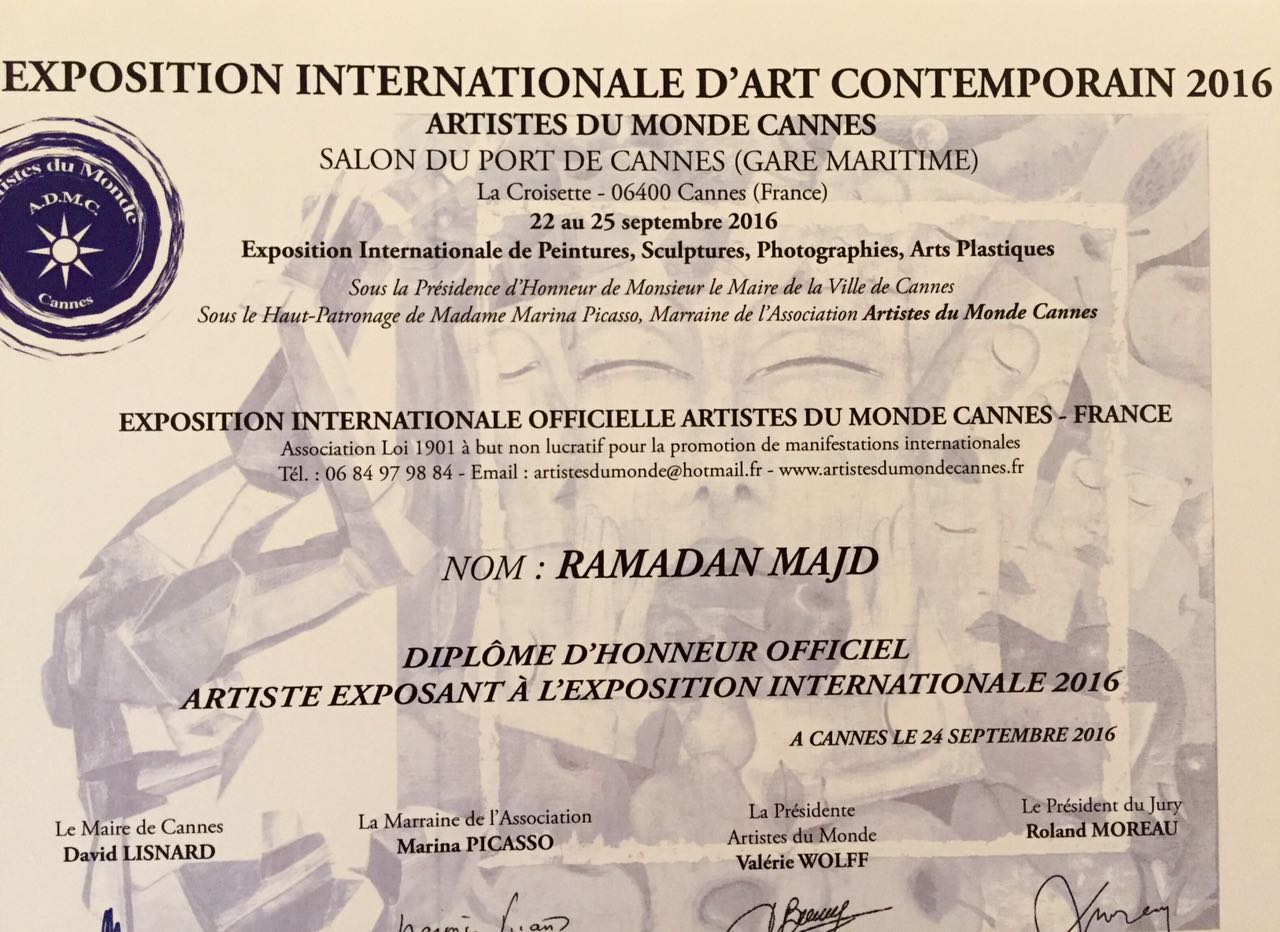 EXPOSITION INTERNATIONALE D'ART CONTEMPORAIN 2016
ARTISTES DU MONDE CANNES
SALON DU PORT DE CANNES (GARE MARITIME)
La Croisette - 06400 Cannes (France)
22 au 25 septembre 2016
Exposition Internationale de Peintures, Sculptures, Photographies, Arts Plastiques
Sous la Présidence d'Honneur de Monsieur le Maire de la Ville de Cannes
Sous le Haut-Patronage de Madame Marina Picasso, Marraine de l'Association Artistes du Monde Cannes
tistes du Monde
A.D.M.C.
Cannes
EXPOSITION INTERNATIONALE OFFICIELLE ARTISTES DU MONDE CANNES - FRANCE
Association Loi 1901 à but non lucratif pour la promotion de manifestations internationales
Tél. : 06 84 97 98 84 - Email : artistesdumonde@hotmail.fr - www.artistesdumondecannes.fr
NOM : RAMADAN MAJD
DIPLÔME D'HONNEUR OFFICIEL
ARTISTE EXPOSANT À L'EXPOSITION INTERNATIONALE 2016
A CANNES LE 24 SEPTEMBRE 2016
Le Maire de Cannes
David LISNARD
La Marraine de l'Association
Marina PICASSO
La Présidente
Artistes du Monde
Valérie WOLFF
Le Président du Jury
Roland MOREAU